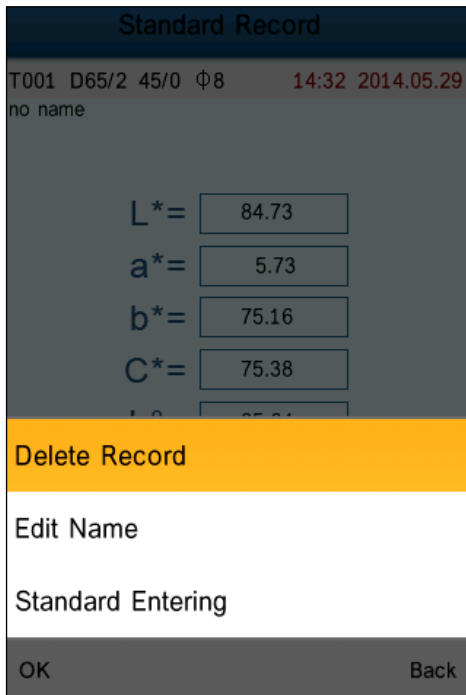 Standard Record
T001 D65/2 45/0 Φ8 14:32 2014.05.29
no name
L*= 84.73
a*= 5.73
b*= 75.16
C*= 75.38
Delete Record
Edit Name
Standard Entering
OK Back